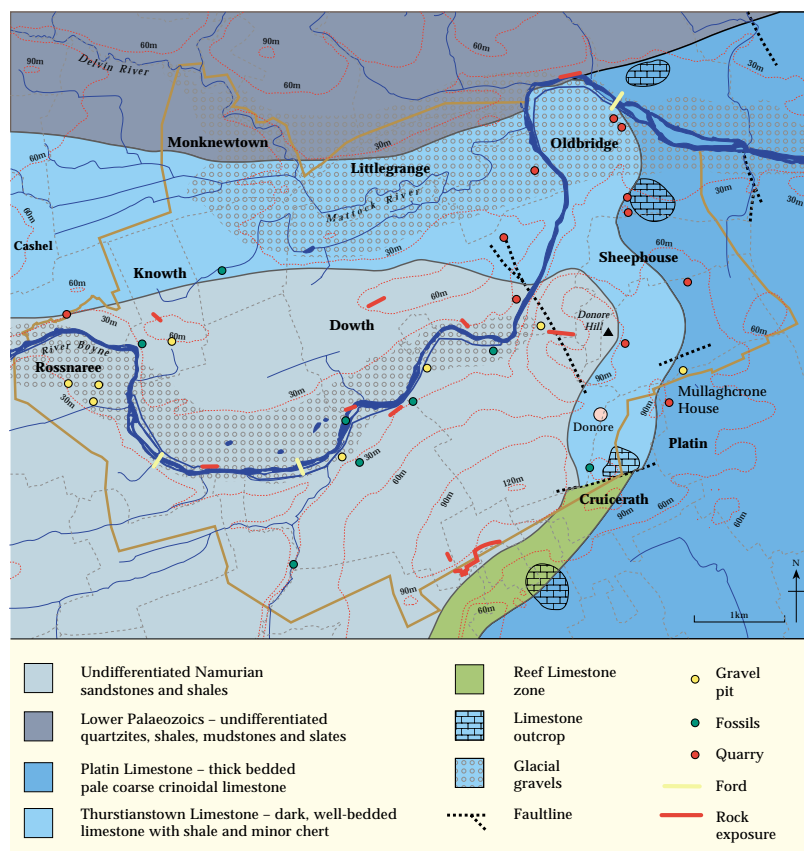 60m
90m
60m
Delvin River
90m
60m
30m
Monknewtown
30m
Oldbridge
60m
Littlegrange
Mattock River
30m
30m
60m
Cashel
30m
60m
Knowth
Sheephouse
60m
60m
30m
Dowth
Donore
Hill
60m
60m
River Boyne
Rossnaree
30m
30m
90m
Mullaghcrone
House
90m
Donore
Platin
30m
60m
120m
90m
Cruicerath
90m
60m
60m
N
90m
60m
1km
Undifferentiated Namurian
sandstones and shales
Lower Palaeozoics – undifferentiated
quartzites, shales, mudstones and slates
Platin Limestone – thick bedded
pale coarse crinoidal limestone
Thurstianstown Limestone – dark, well-bedded
limestone with shale and minor chert
Reef Limestone
zone
Limestone
outcrop
Glacial
gravels
Faultline
Gravel
pit
Fossils
Quarry
Ford
Rock
exposure